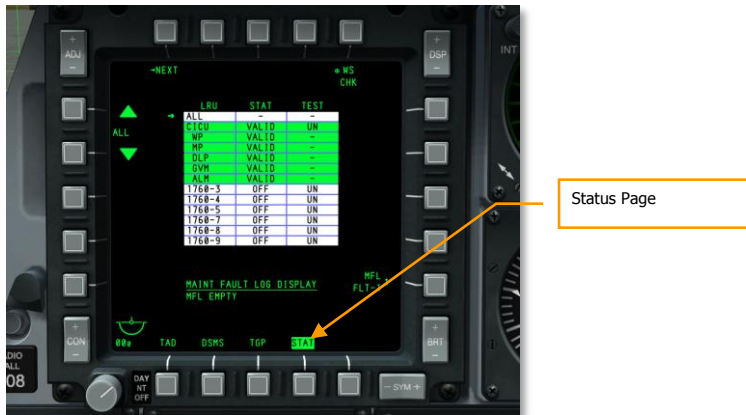 +
ADJ
-
+
DSP
-
INT
→NEXT
WS
CHK
LRU STAT TEST
→ ALL - -
ALL
CICU VALID UN
WP VALID -
MP VALID -
DLP VALID -
GVM VALID -
ALM VALID -
1760-3 OFF UN
1760-4 OFF UN
1760-5 OFF UN
1760-7 OFF UN
1760-8 OFF UN
1760-9 OFF UN
Status Page
MAINT FAULT LOG DISPLAY
MFL EMPTY
MFL
TAD DSMS TGP STAT
+
CON
-
+
BRT
-
08
DAY
NT
OFF
- SYM +